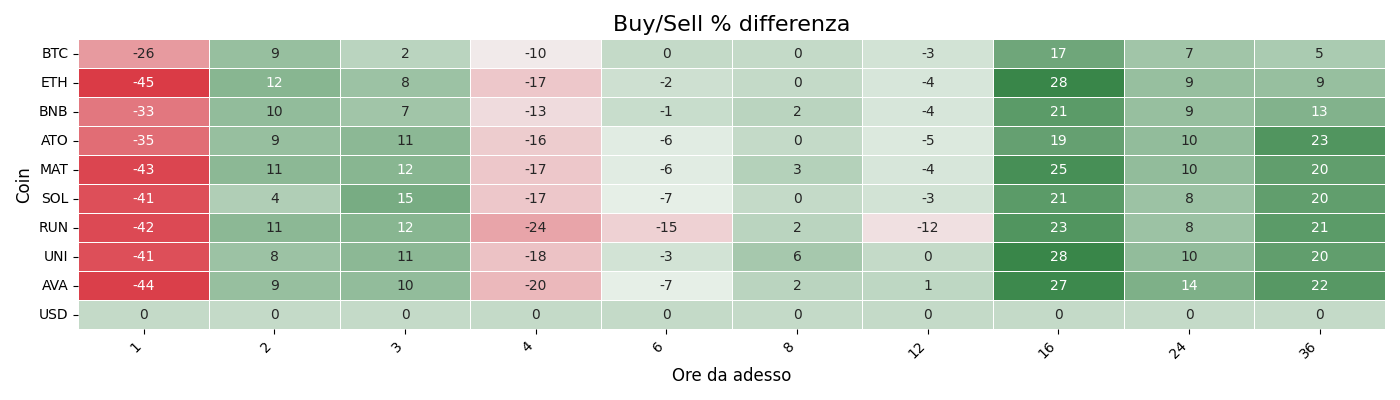 Buy/Sell % differenza
Coin
BTC -26 9 2 -10 0 0 -3 17 7 5
ETH -45 12 8 -17 -2 0 -4 28 9 9
BNB -33 10 7 -13 -1 2 -4 21 9 13
ATO -35 9 11 -16 -6 0 -5 19 10 23
MAT -43 11 12 -17 -6 3 -4 25 10 20
SOL -41 4 15 -17 -7 0 -3 21 8 20
RUN -42 11 12 -24 -15 2 -12 23 8 21
UNI -41 8 11 -18 -3 6 0 28 10 20
AVA -44 9 10 -20 -7 2 1 27 14 22
USD 0 0 0 0 0 0 0 0 0 0
1 2 3 4 6 8 12 16 24 36
Ore da adesso